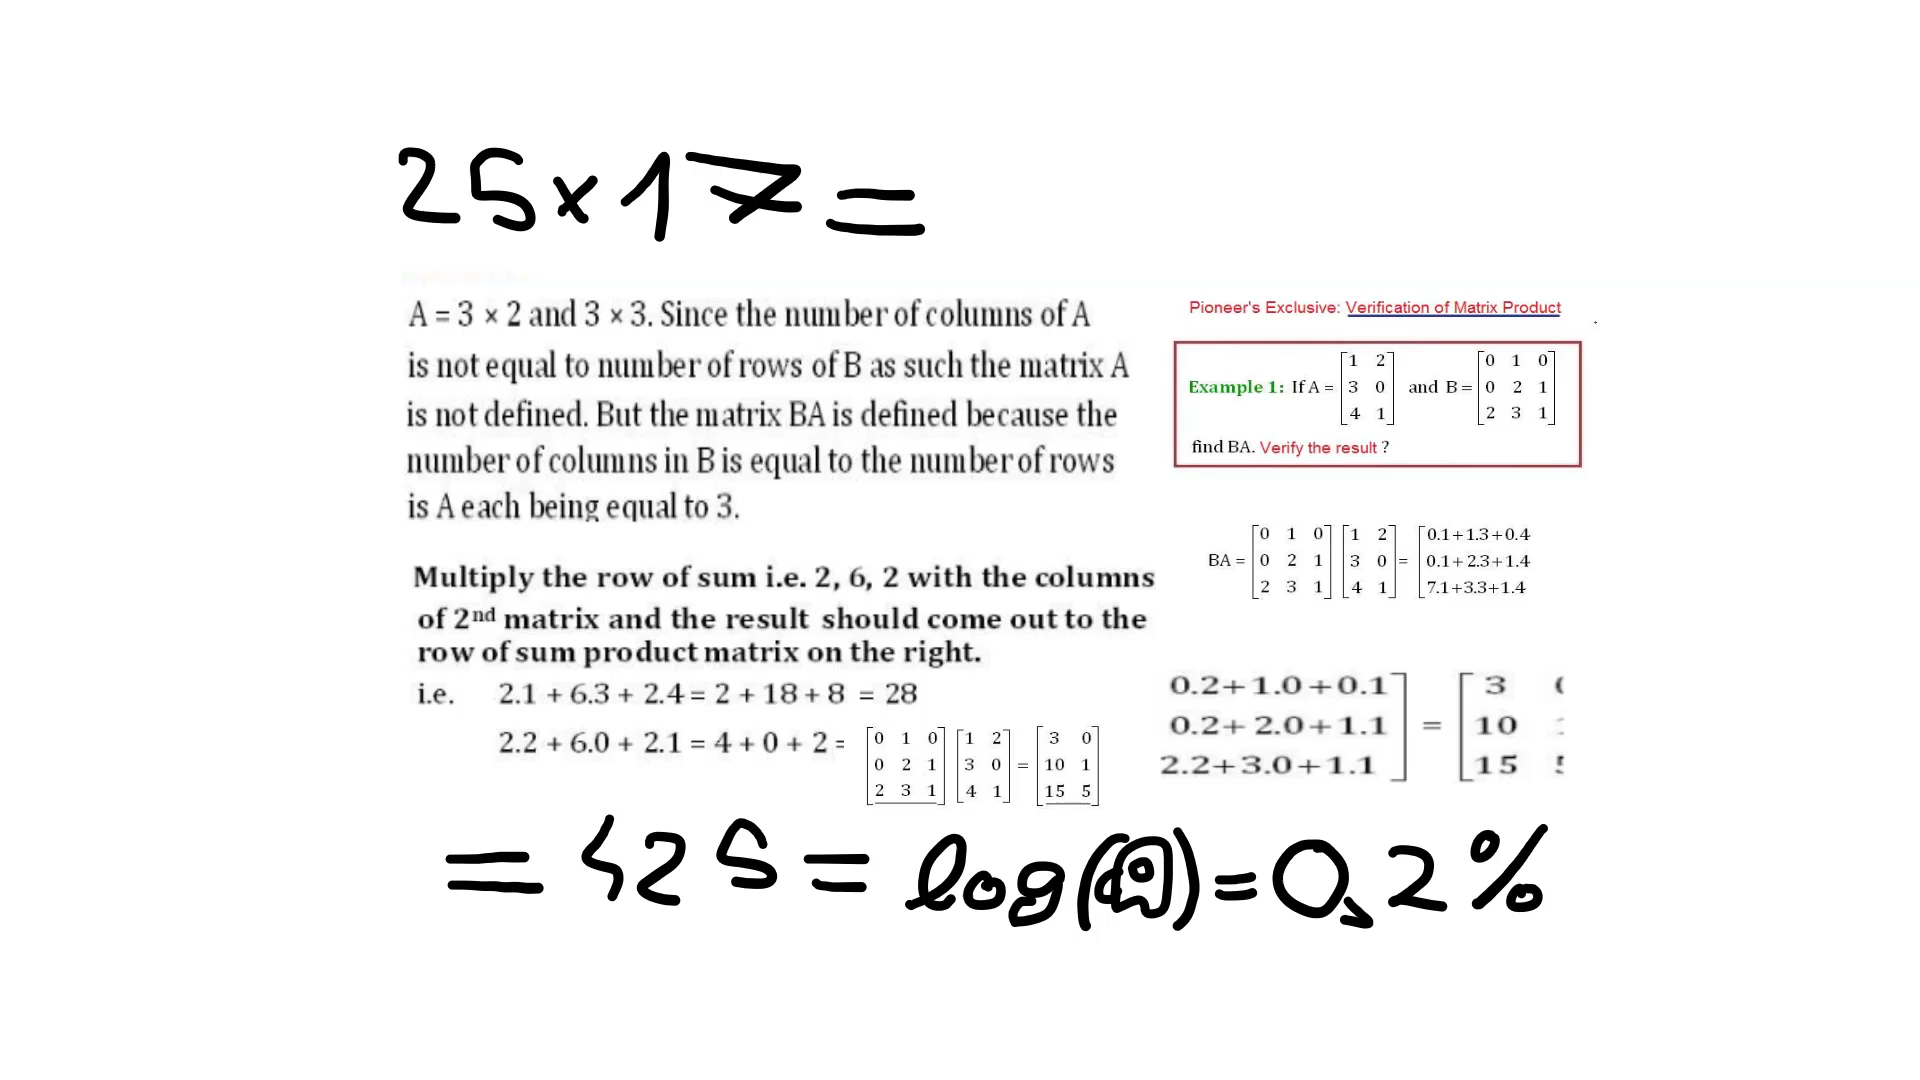 25×17=
A = 3 × 2 and 3 × 3. Since the number of columns of A
is not equal to number of rows of B as such the matrix A
is not defined. But the matrix BA is defined because the
number of columns in B is equal to the number of rows
is A each being equal to 3.
Multiply the row of sum i.e. 2, 6, 2 with the columns
of 2nd matrix and the result should come out to the
row of sum product matrix on the right.
i.e. 2.1 + 6.3 + 2.4 = 2 + 18 + 8 = 28
2.2 + 6.0 + 2.1 = 4 + 0 + 2 =
[0 1 0] [1 2] [3 0]
[0 2 1] [3 0] = [10 1]
[2 3 1] [4 1] [15 5]
Pioneer's Exclusive: Verification of Matrix Product
[1 2] [0 1 0]
Example 1: If A = [3 0] and B = [0 2 1]
[4 1] [2 3 1]
find BA. Verify the result ?
[0 1 0] [1 2] [0.1+1.3+0.4
BA = [0 2 1] [3 0] = [0.1+2.3+1.4
[2 3 1] [4 1] [7.1+3.3+1.4
0.2+1.0+0.1] [3
0.2+2.0+1.1] = [10
2.2+3.0+1.1] [15
=425=log( )=0,2%